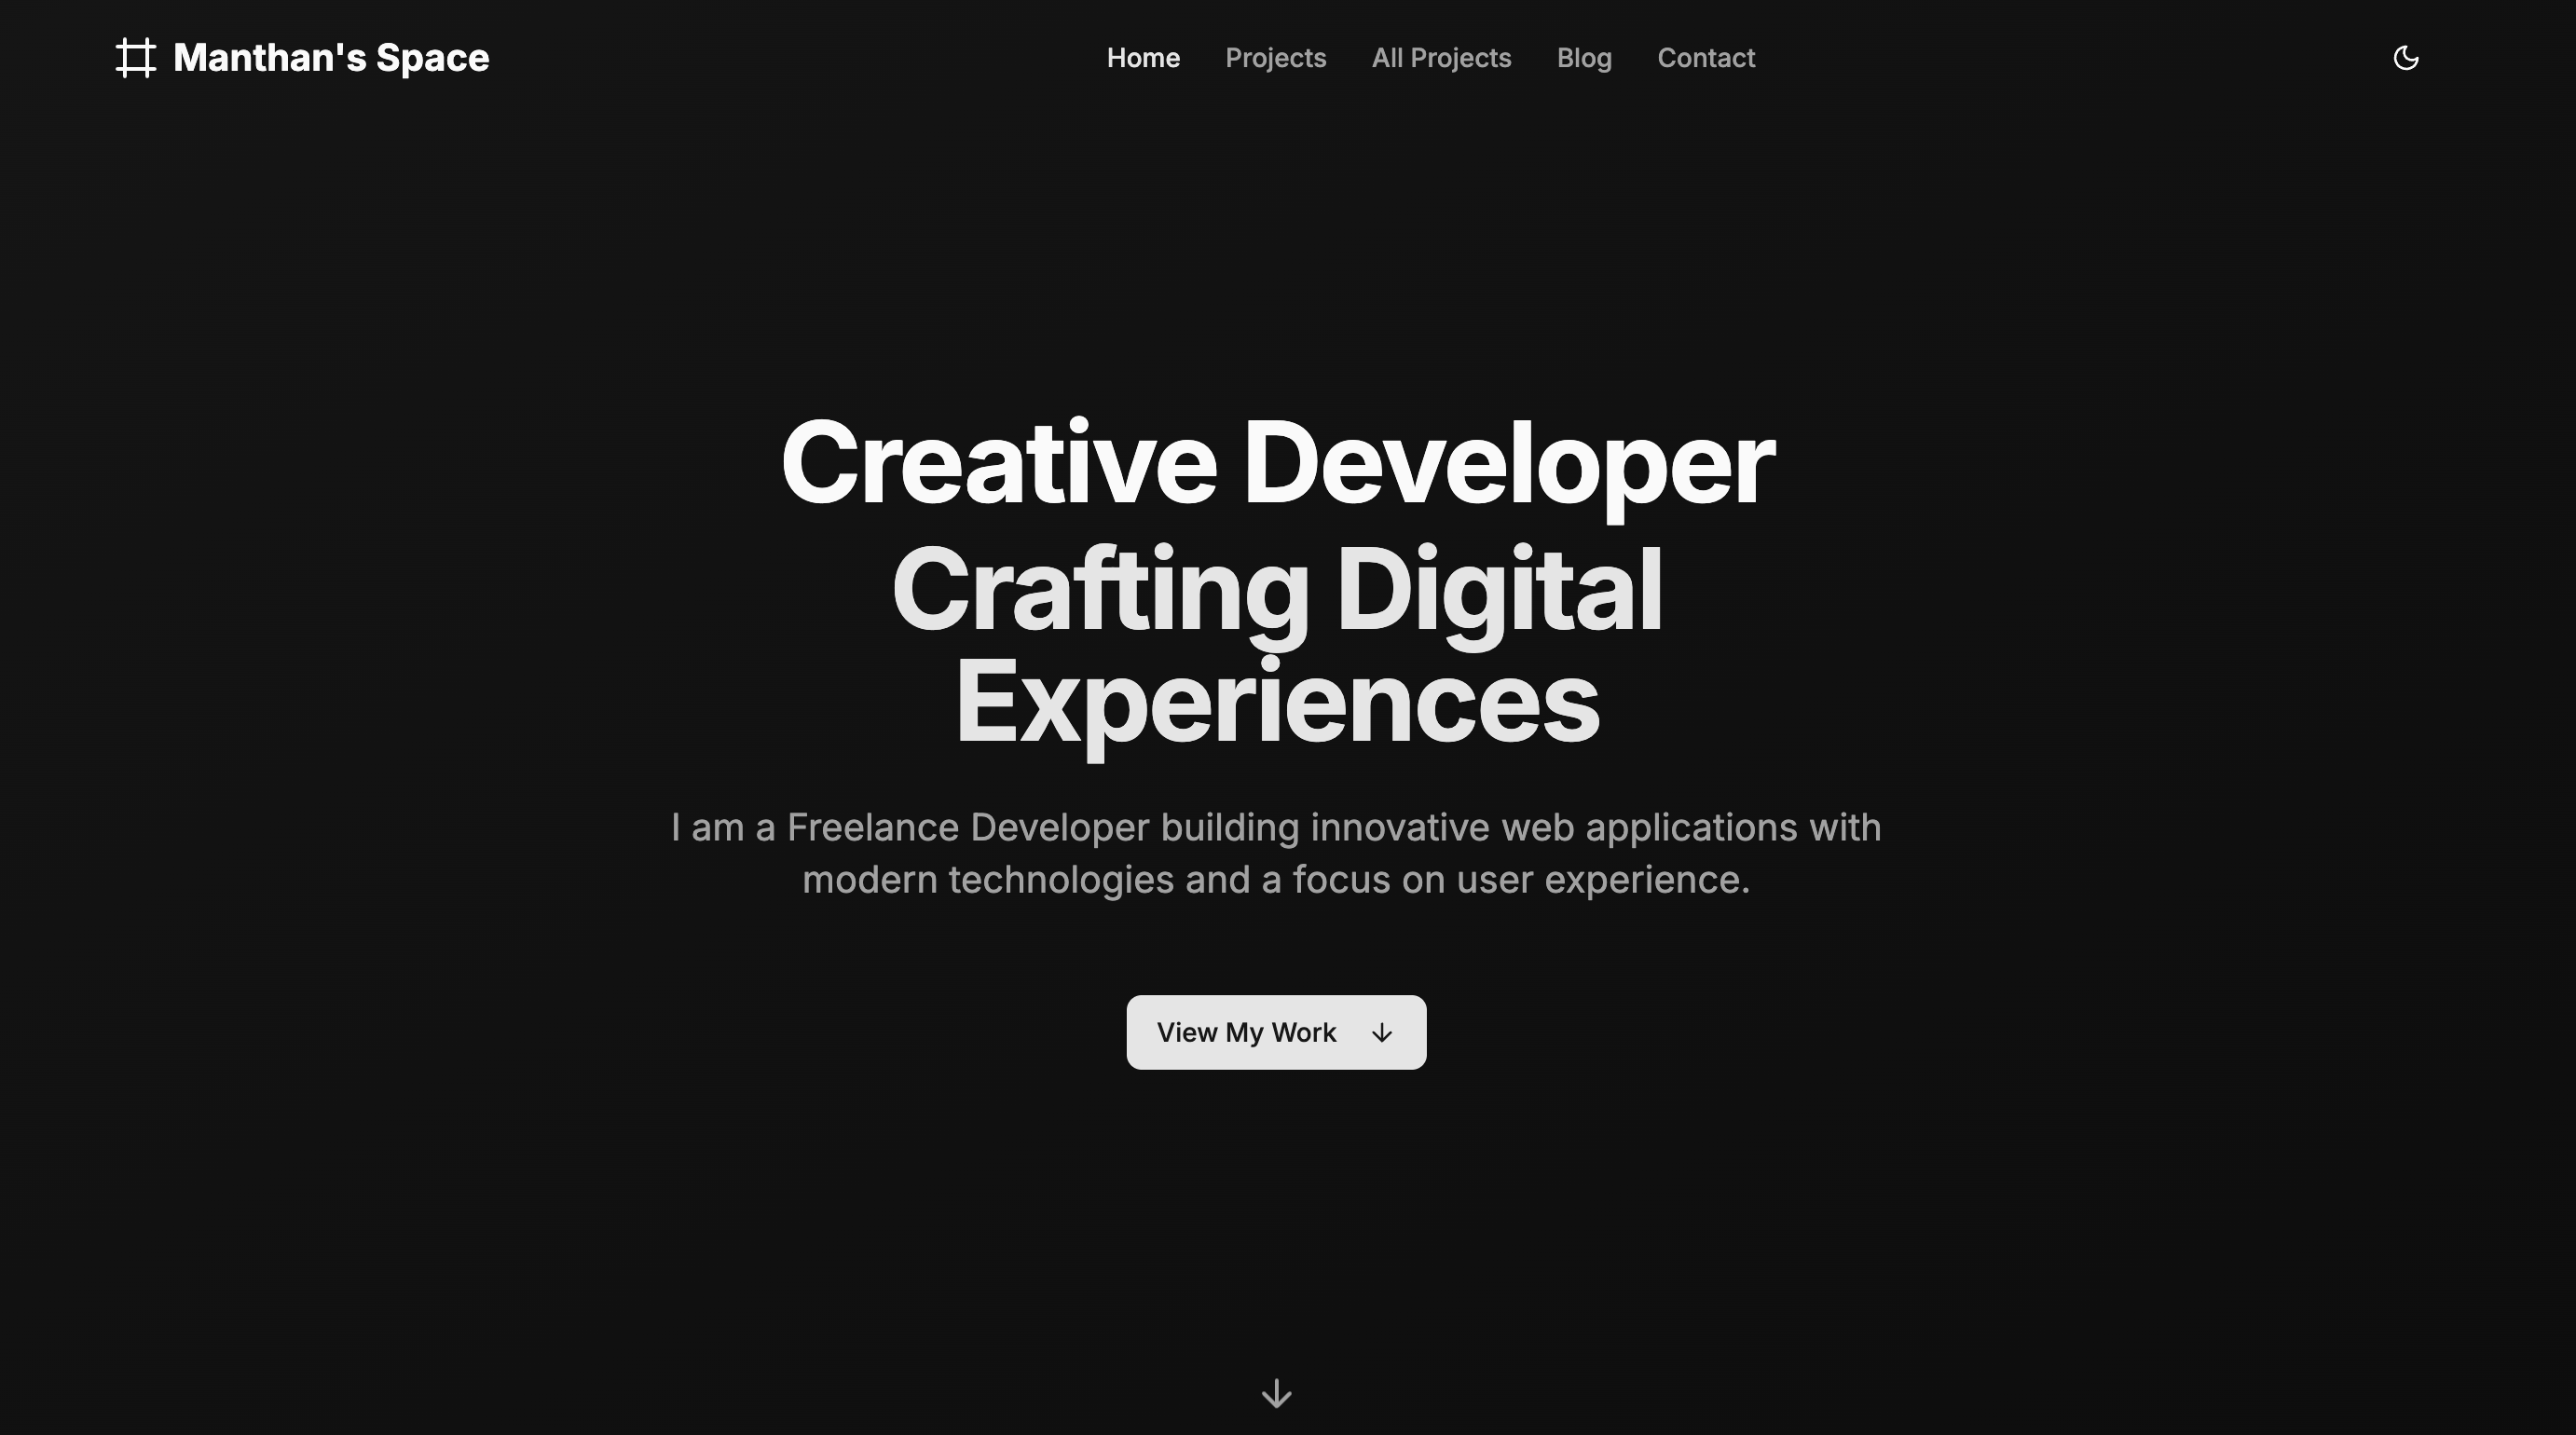 Manthan's Space
Home Projects All Projects Blog Contact
Creative Developer
Crafting Digital
Experiences
I am a Freelance Developer building innovative web applications with
modern technologies and a focus on user experience.
View My Work